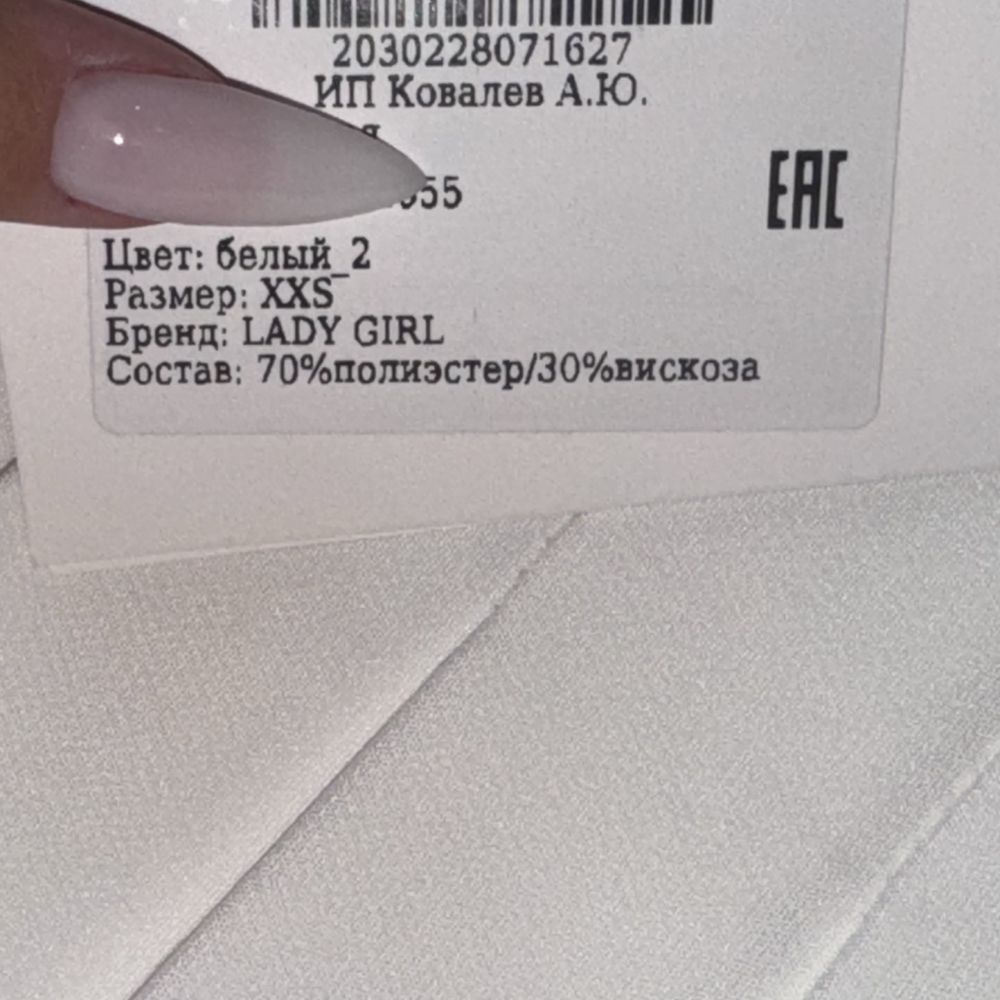 2030228071627
ИП Ковалев А.Ю.
EAC
Цвет: белый_2
Размер: XXS
Бренд: LADY GIRL
Состав: 70%полиэстер/30%вискоза